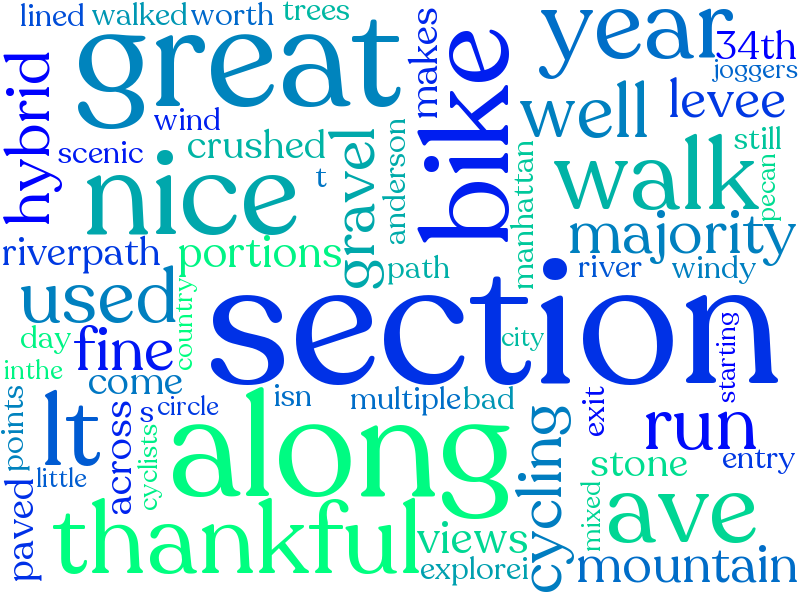 lined
walked
worth
trees
great
makes
year
34th
joggers
hybrid
wind
bike
well
levee
scenic
crushed
still
nice
t
gravel
anderson
manhattan
walk
pecan
majority
riverpath
portions
path
river
windy
used
country
section
day
fine
city
starting
inthe
come
isn
multiple
bad
points
lt
across
s
circle
along
cycling
exit
run
little
cyclists
stone
entry
paved
thankful
views
explorei
mixed
ave
mountain